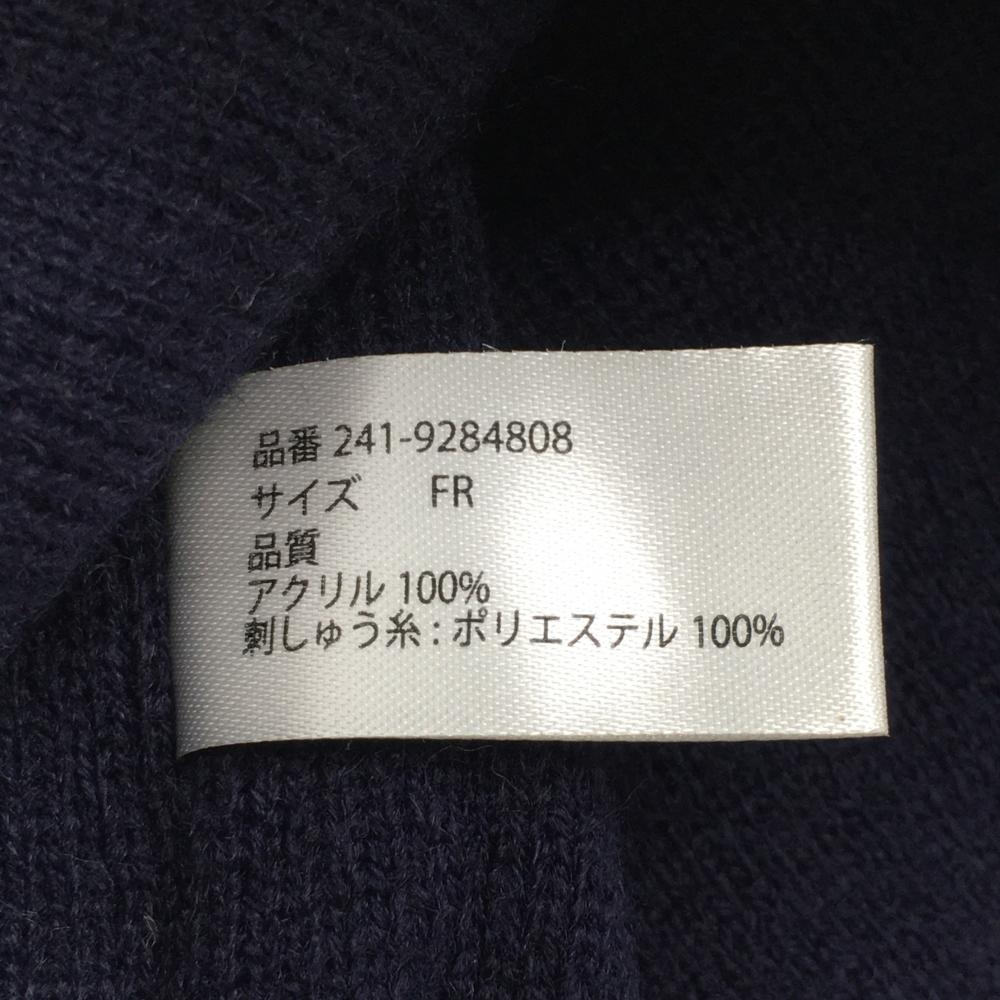 品番 241-9284808
サイズ FR
品質
アクリル 100%
刺しゅう糸 : ポリエステル 100%